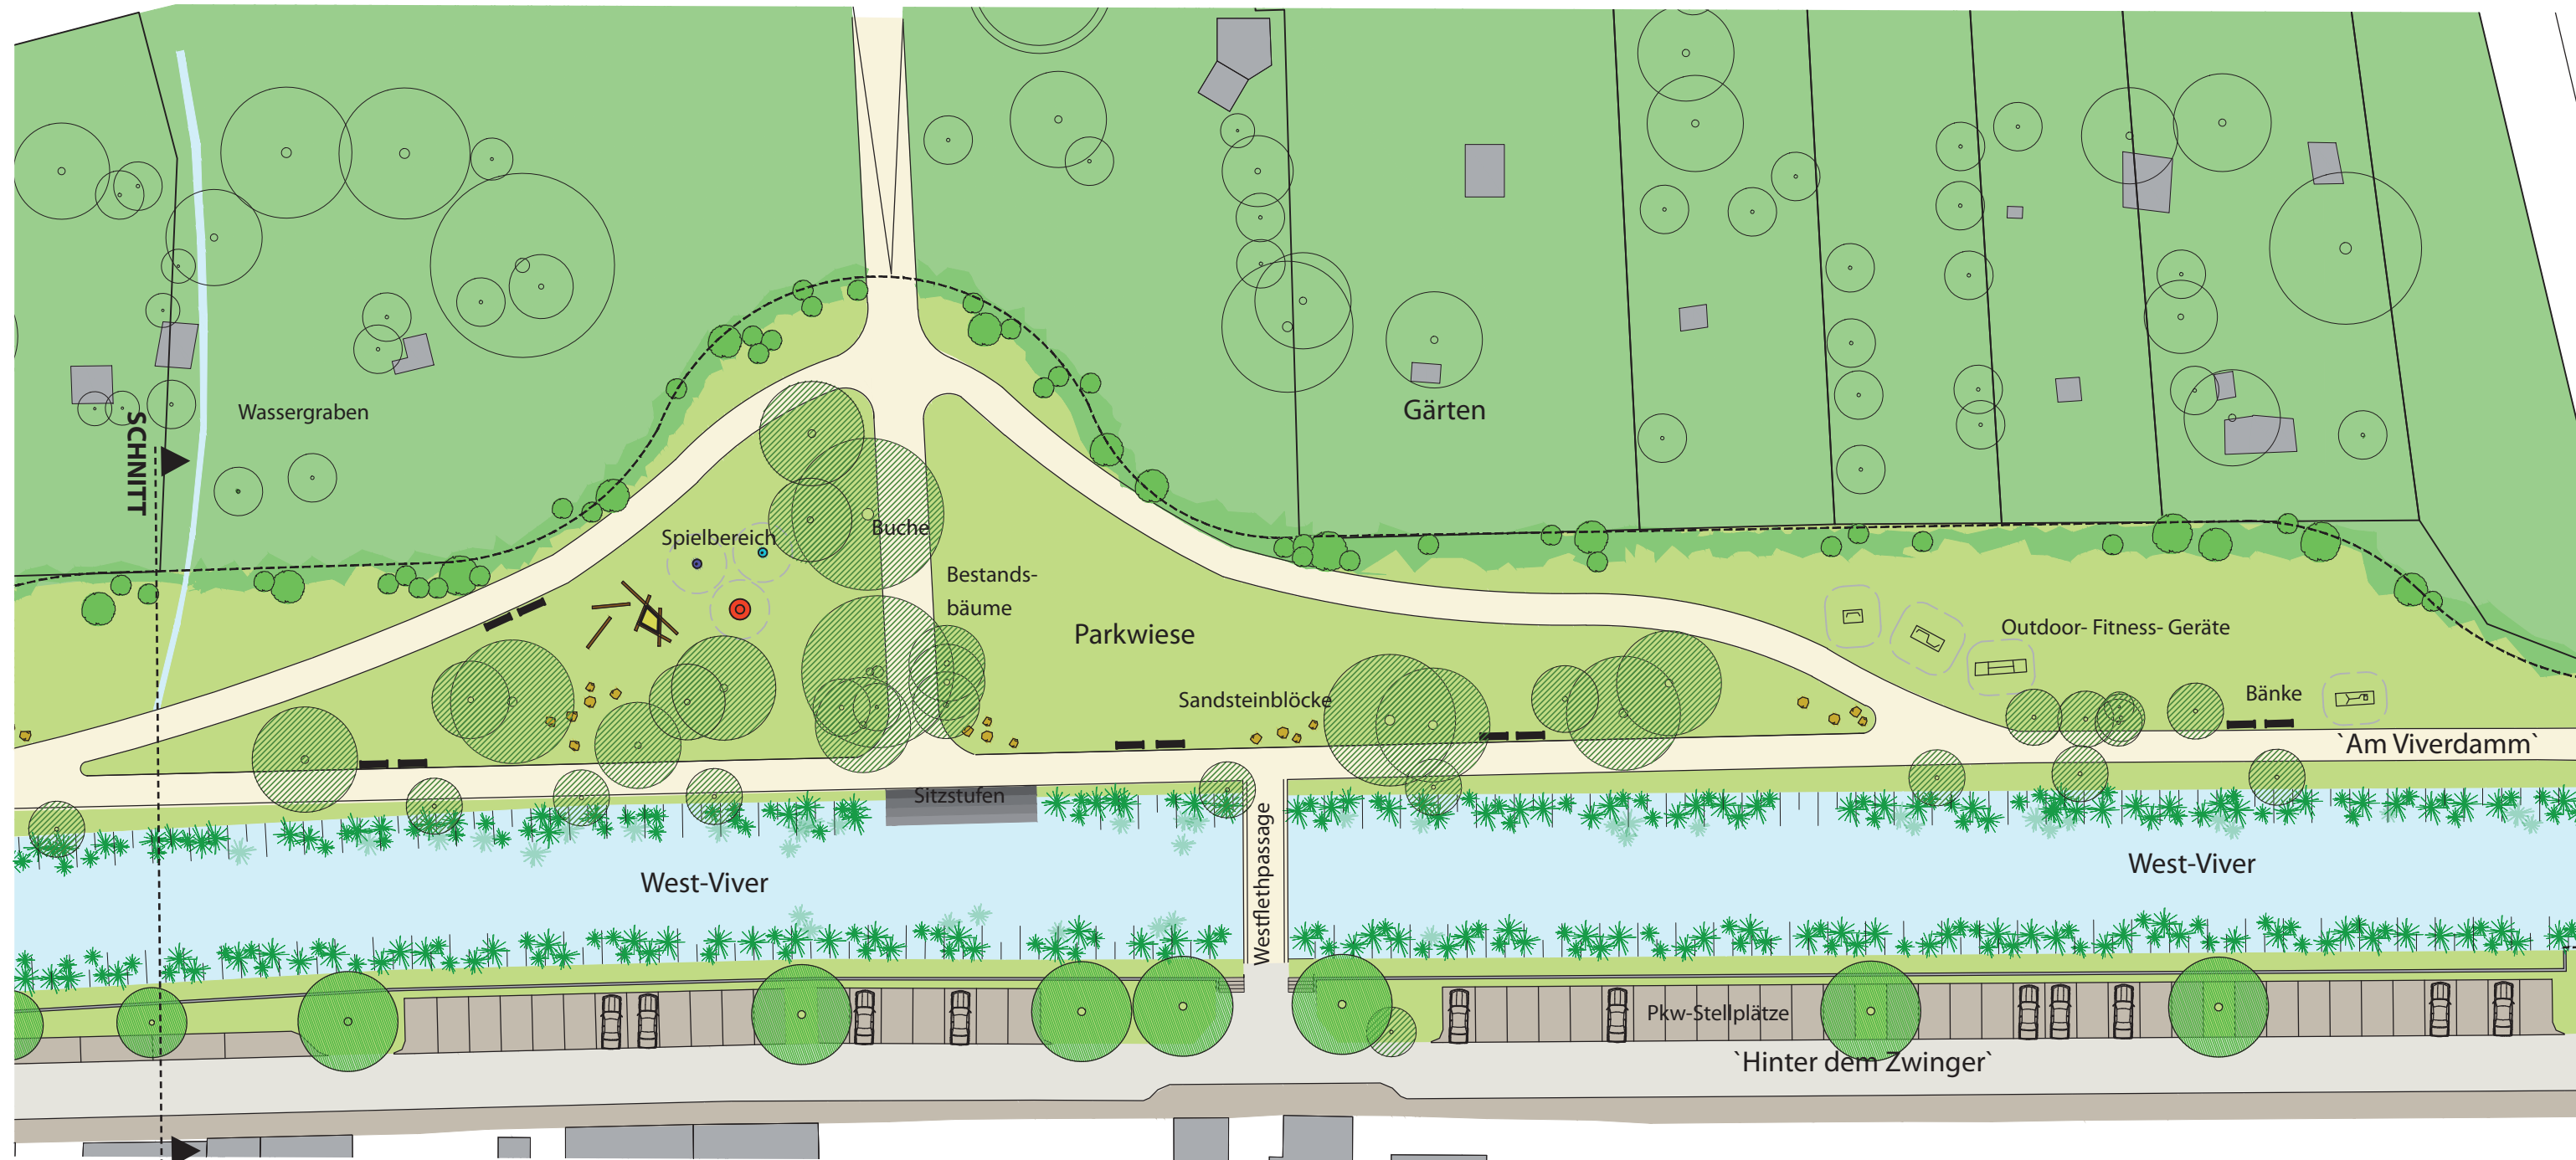 Wassergraben
SCHNITT
Gärten
Spielbereich
Buche
Bestands-
bäume
Parkwiese
Outdoor- Fitness- Geräte
Sandsteinblöcke
Bänke
`Am Viverdamm`
Sitzstufen
Westflethpassage
West-Viver
West-Viver
Pkw-Stellplätze
`Hinter dem Zwinger`